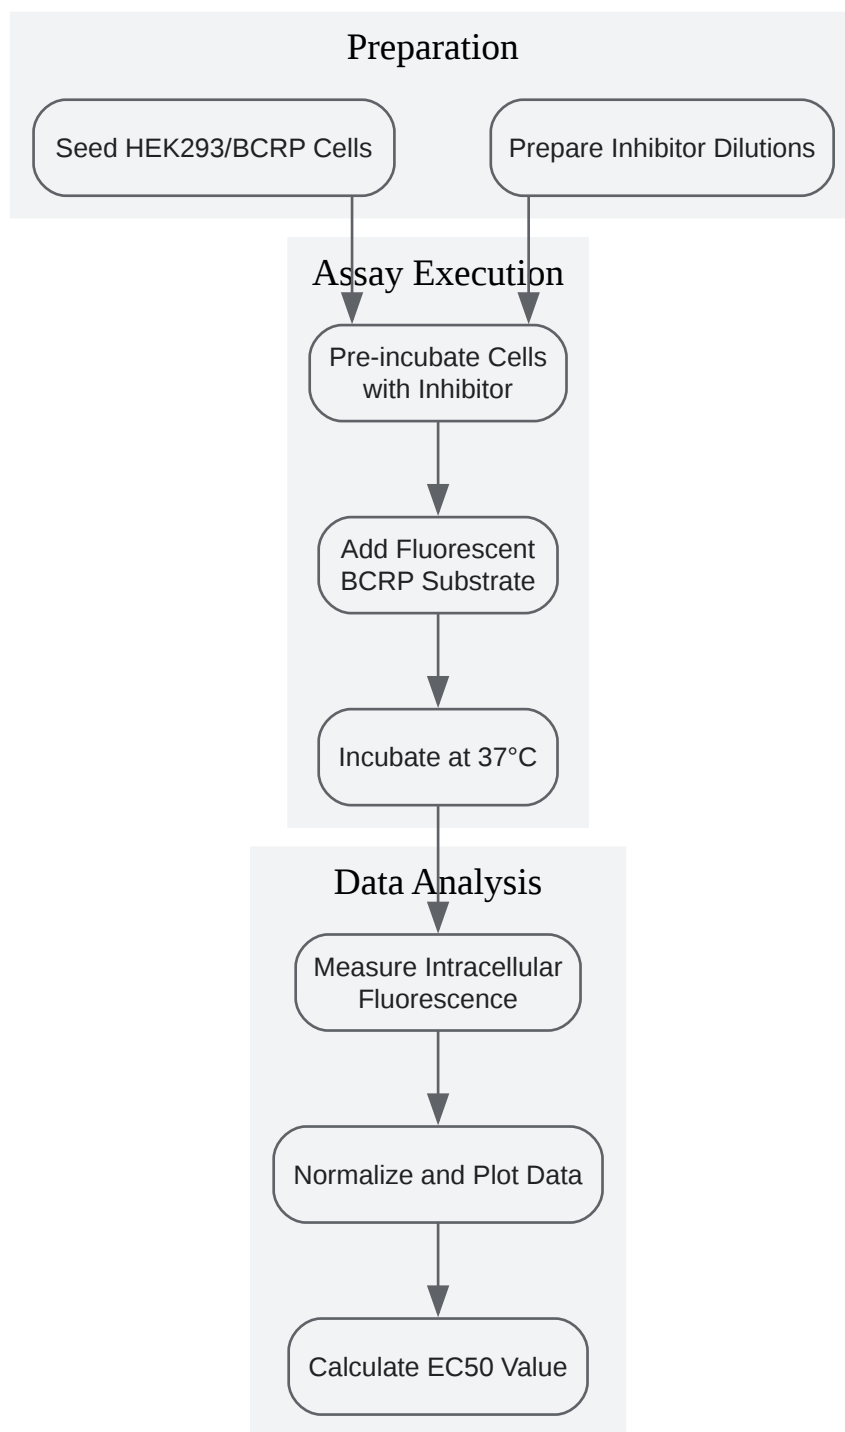 Preparation
Seed HEK293/BCRP Cells
Prepare Inhibitor Dilutions
Assay Execution
Pre-incubate Cells
with Inhibitor
Add Fluorescent
BCRP Substrate
Incubate at 37°C
Data Analysis
Measure Intracellular
Fluorescence
Normalize and Plot Data
Calculate EC50 Value